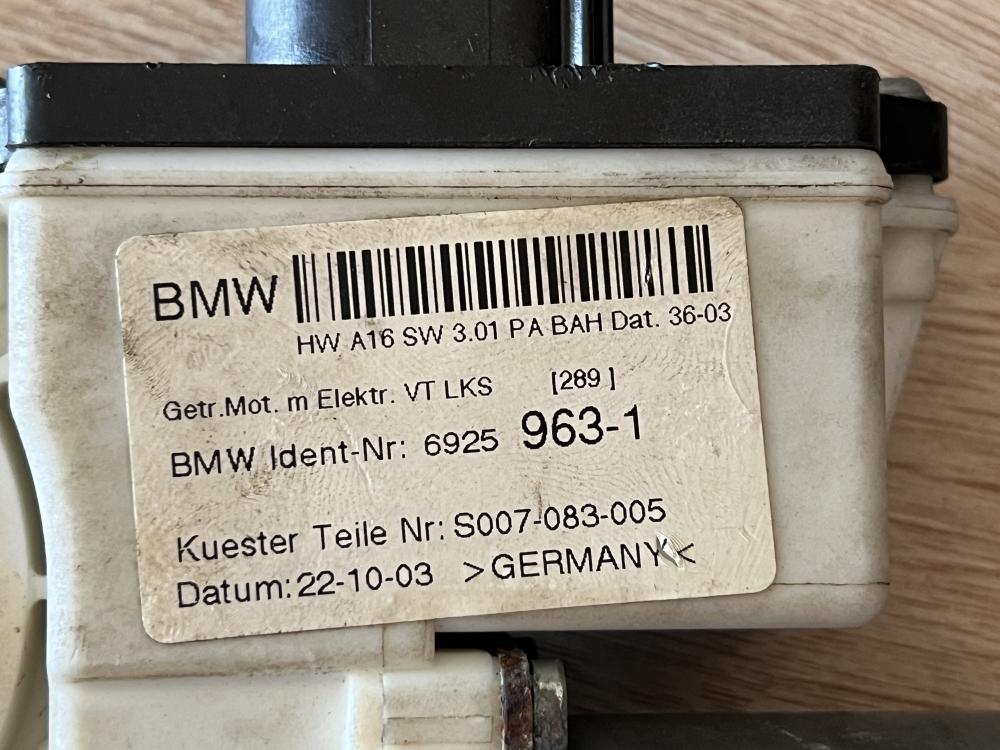 BMW
HW A16 SW 3.01 PA BAH Dat. 36-03
Getr.Mot. m Elektr. VT LKS [289 ]
BMW Ident-Nr: 6925 963-1
Kuester Teile Nr: S007-083-005
Datum: 22-10-03 >GERMANY<